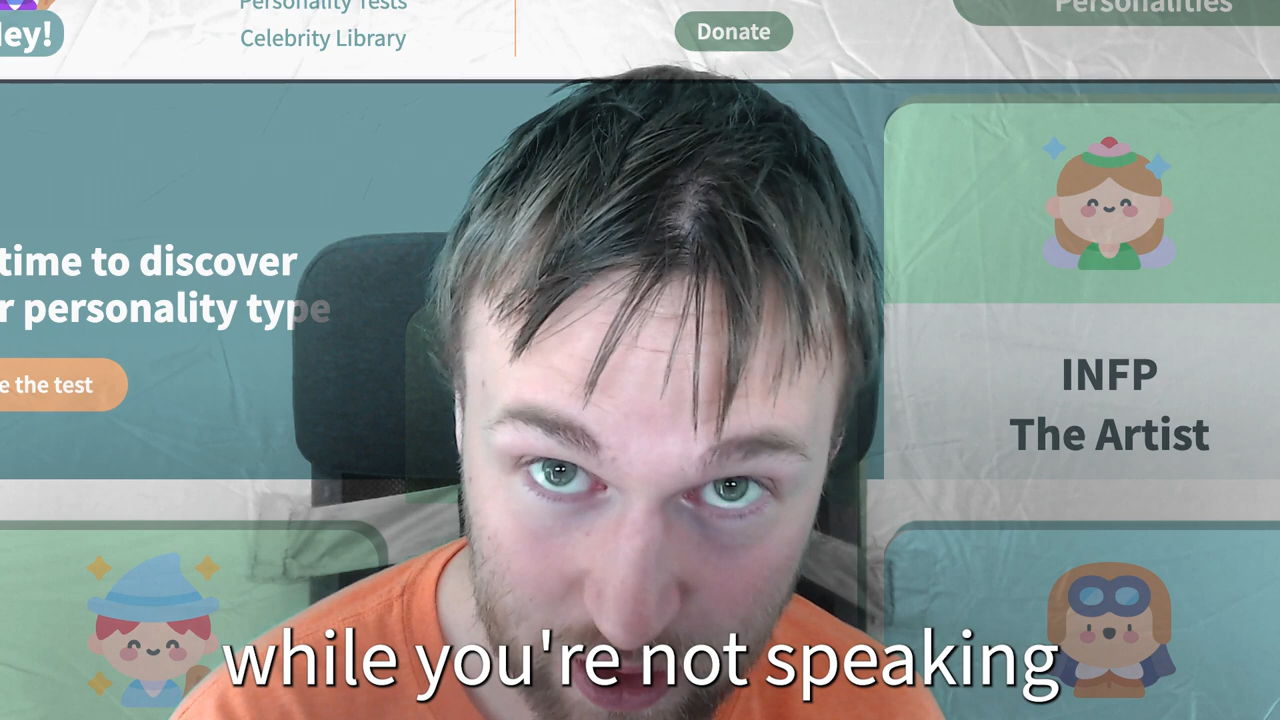 Personality Tests
Celebrity Library
Donate
Personalities
time to discover
personality type
the test
INFP
The Artist
while you're not speaking